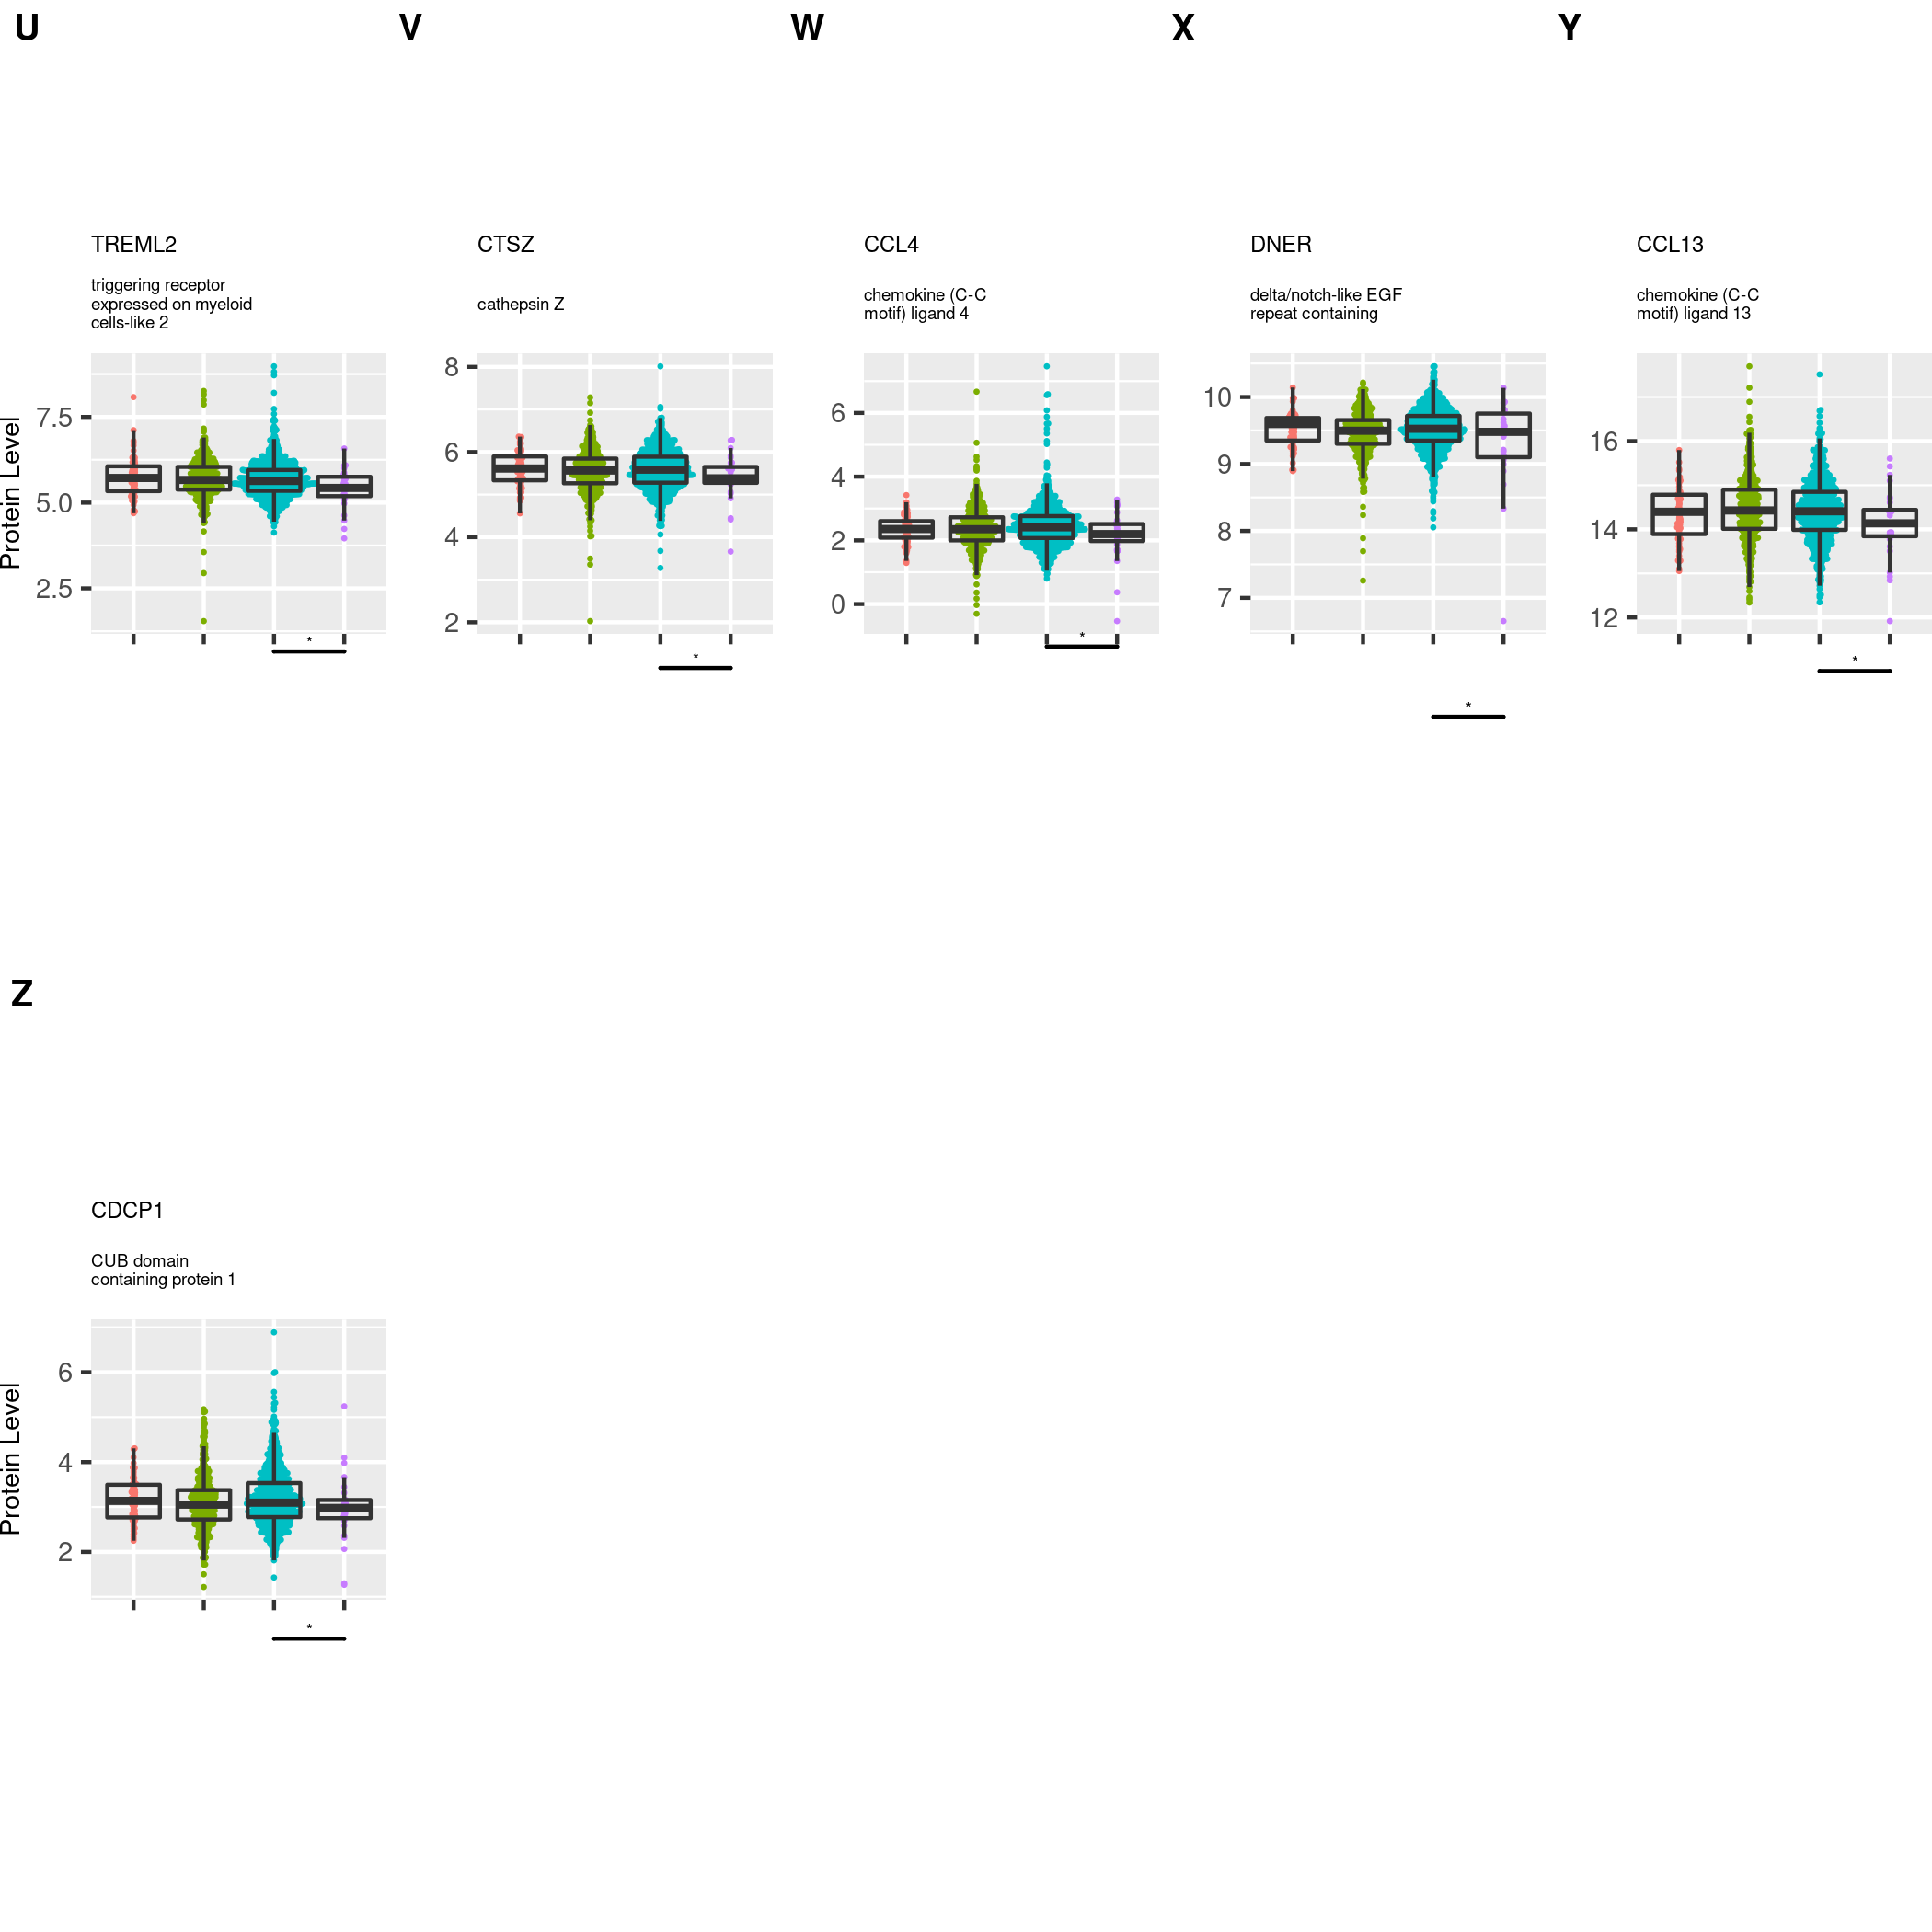 U V W X Y
TREML2 CTSZ CCL4 DNER CCL13
triggering receptor
expressed on myeloid
cells-like 2
cathepsin Z
chemokine (C-C
motif) ligand 4
delta/notch-like EGF
repeat containing
chemokine (C-C
motif) ligand 13
Protein Level
7.5
5.0
2.5
*
8
6
4
2
*
6
4
2
0
*
10
9
8
7
*
16
14
12
*
Z
CDCP1
CUB domain
containing protein 1
Protein Level
6
4
2
*